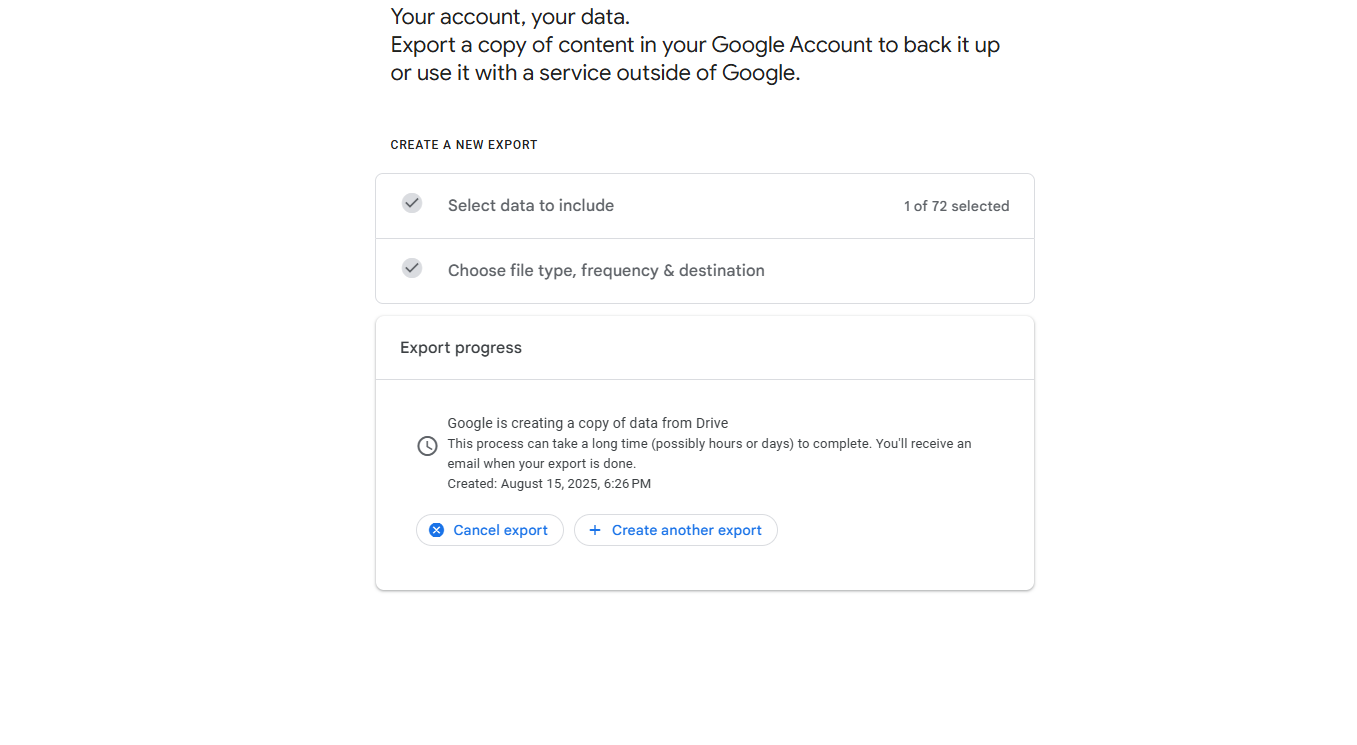 Your account, your data.
Export a copy of content in your Google Account to back it up
or use it with a service outside of Google.
CREATE A NEW EXPORT
Select data to include
1 of 72 selected
Choose file type, frequency & destination
Export progress
Google is creating a copy of data from Drive
This process can take a long time (possibly hours or days) to complete. You'll receive an
email when your export is done.
Created: August 15, 2025, 6:26 PM
Cancel export
Create another export